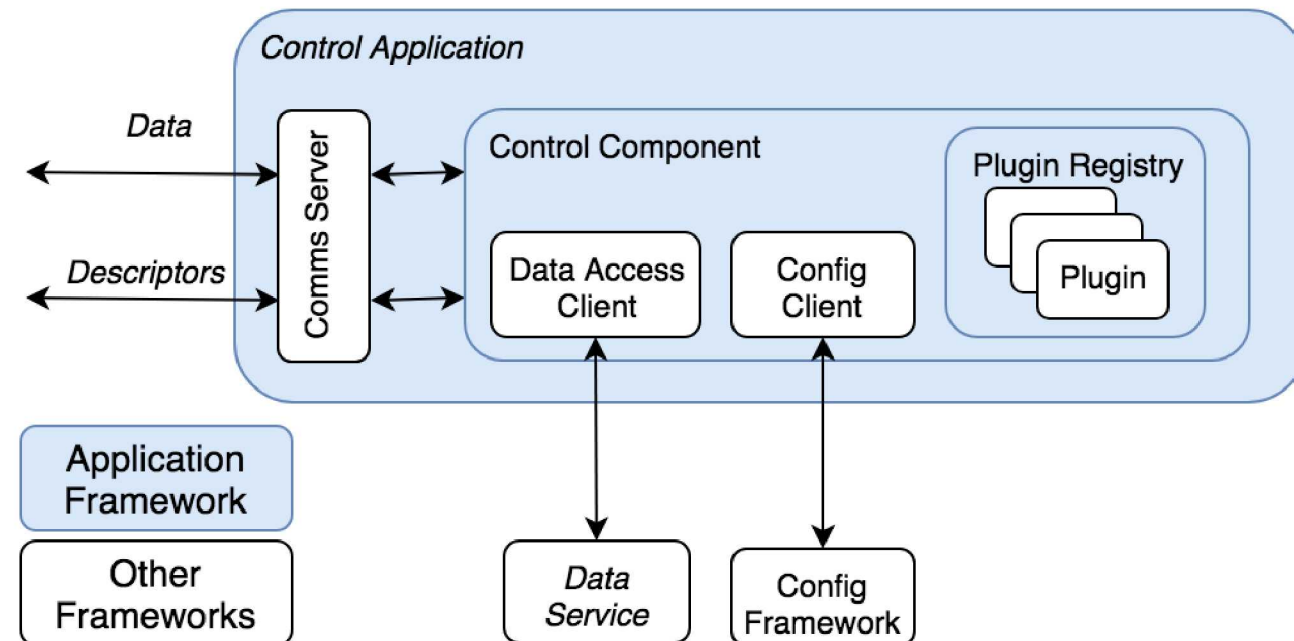 Control Application
Data
Descriptors
Comms Server
Control Component
Plugin Registry
Plugin
Data Access
Client
Config
Client
Application
Framework
Other
Frameworks
Data
Service
Config
Framework